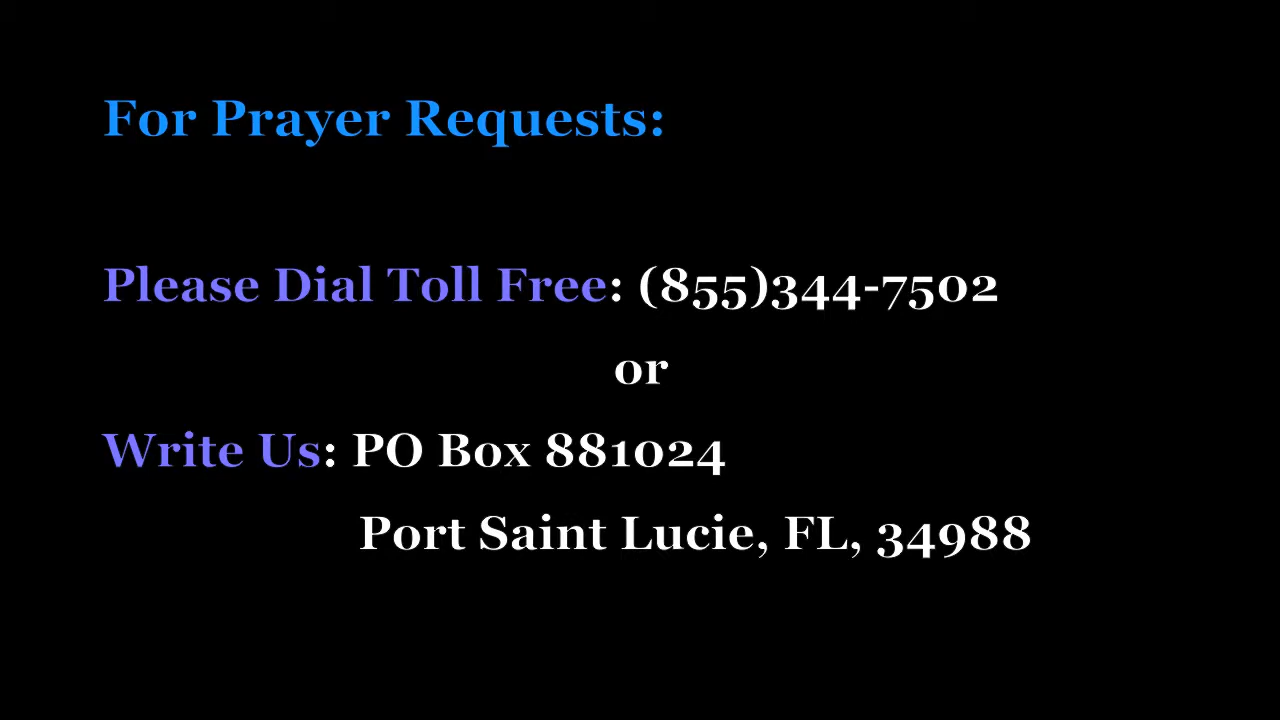 For Prayer Requests:
Please Dial Toll Free: (855)344-7502
or
Write Us: PO Box 881024
Port Saint Lucie, FL, 34988